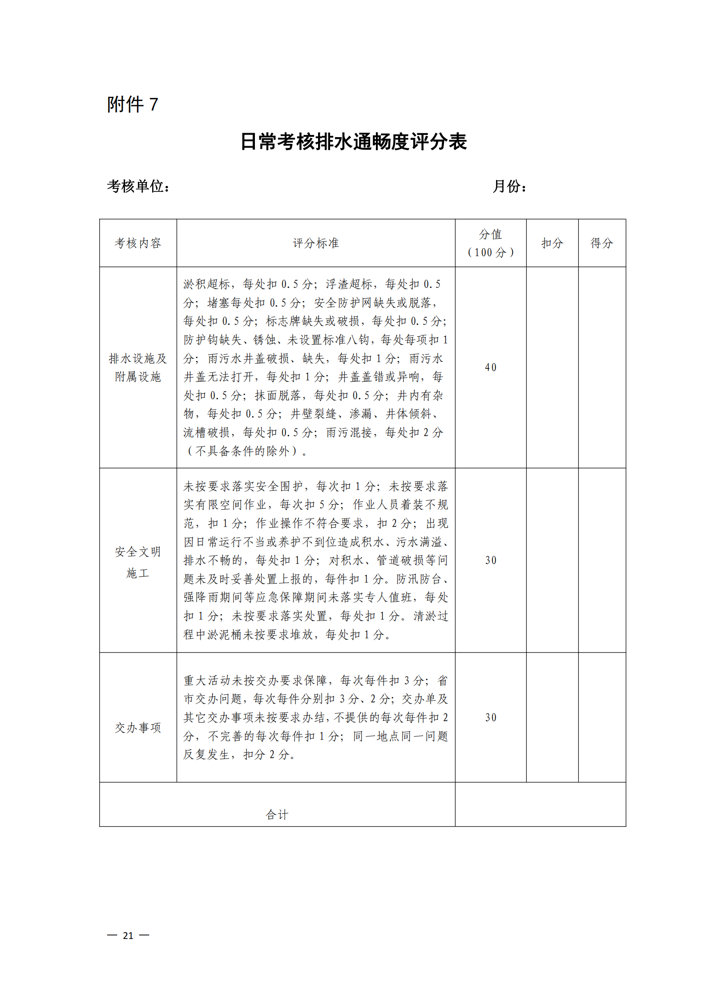 附件 7
日常考核排水通畅度评分表
考核单位： 月份：
考核内容 评分标准 分值 （100 分） 扣分 得分
排水设施及
附属设施
淤积超标，每处扣 0.5 分；浮渣超标，每处扣 0.5
分；堵塞每处扣 0.5 分；安全防护网缺失或脱落，
每处扣 0.5 分；标志牌缺失或破损，每处扣 0.5 分；
防护钩缺失、锈蚀、未设置标准八钩，每处每项扣 1
分；雨污水井盖破损、缺失，每处扣 1 分；雨污水
井盖无法打开，每处扣 1 分；井盖盖错或异响，每
处扣 0.5 分；抹面脱落，每处扣 0.5 分；井内有杂
物，每处扣 0.5 分；井壁裂缝、渗漏、井体倾斜、
流槽破损，每处扣 0.5 分；雨污混接，每处扣 2 分
（不具备条件的除外）。
40
安全文明
施工
未按要求落实安全围护，每次扣 1 分；未按要求落
实有限空间作业，每次扣 5 分；作业人员着装不规
范，扣 1 分；作业操作不符合要求，扣 2 分；出现
因日常运行不当或养护不到位造成积水、污水满溢、
排水不畅的，每处扣 1 分；对积水、管道破损等问
题未及时妥善处置上报的，每件扣 1 分。防汛防台、
强降雨期间等应急保障期间未落实专人值班，每处
扣 1 分；未按要求落实处置，每处扣 1 分。清淤过
程中淤泥桶未按要求堆放，每处扣 1 分。
30
交办事项
重大活动未按交办要求保障，每次每件扣 3 分；省
市交办问题，每次每件分别扣 3 分、2 分；交办单及
其它交办事项未按要求办结，不提供的每次每件扣 2
分，不完善的每次每件扣 1 分；同一地点同一问题
反复发生，扣分 2 分。
30
合计
— 21 —